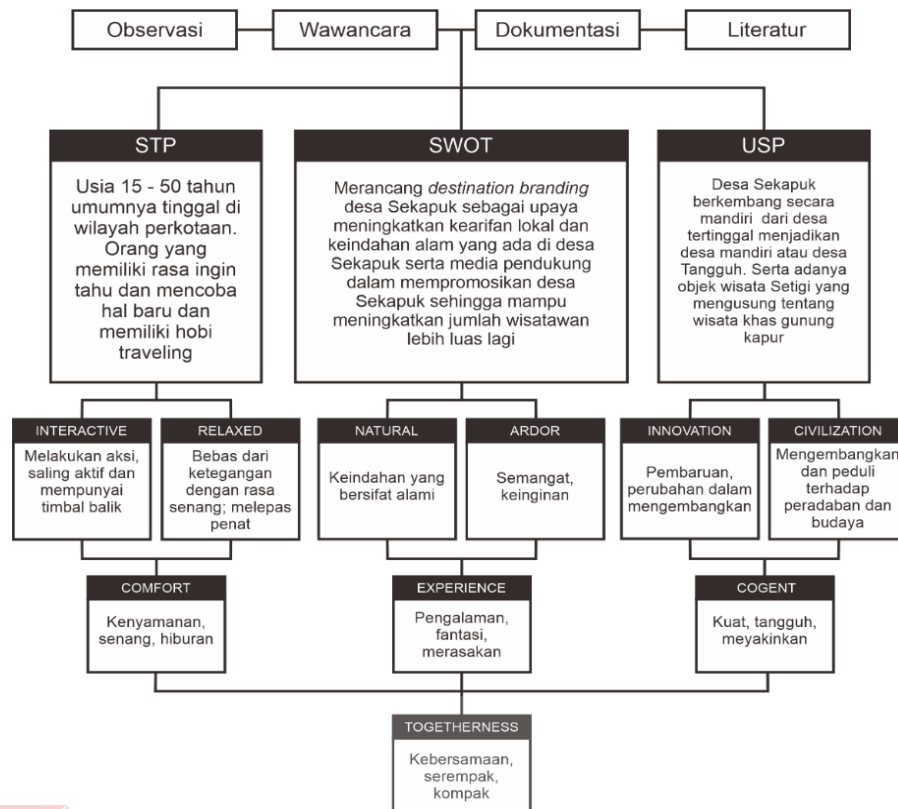 Observasi
Wawancara
Dokumentasi
Literatur
STP
Usia 15 - 50 tahun
umumnya tinggal di
wilayah perkotaan.
Orang yang
memiliki rasa ingin
tahu dan mencoba
hal baru dan
memiliki hobi
traveling
SWOT
Merancang destination branding
desa Sekapuk sebagai upaya
meningkatkan kearifan lokal dan
keindahan alam yang ada di desa
Sekapuk serta media pendukung
dalam mempromosikan desa
Sekapuk sehingga mampu
meningkatkan jumlah wisatawan
lebih luas lagi
USP
Desa Sekapuk
berkembang secara
mandiri dari desa
tertinggal menjadikan
desa mandiri atau desa
Tangguh. Serta adanya
objek wisata Setigi yang
mengusung tentang
wisata khas gunung
kapur
INTERACTIVE
Melakukan aksi,
saling aktif dan
mempunyai
timbal balik
RELAXED
Bebas dari
ketegangan
dengan rasa
senang; melepas
penat
NATURAL
Keindahan yang
bersifat alami
ARDOR
Semangat,
keinginan
INNOVATION
Pembaruan,
perubahan dalam
mengembangkan
CIVILIZATION
Mengembangkan
dan peduli
terhadap
peradaban dan
budaya
COMFORT
Kenyamanan,
senang, hiburan
EXPERIENCE
Pengalaman,
fantasi,
merasakan
COGENT
Kuat, tangguh,
meyakinkan
TOGETHERNESS
Kebersamaan,
serempak,
kompak